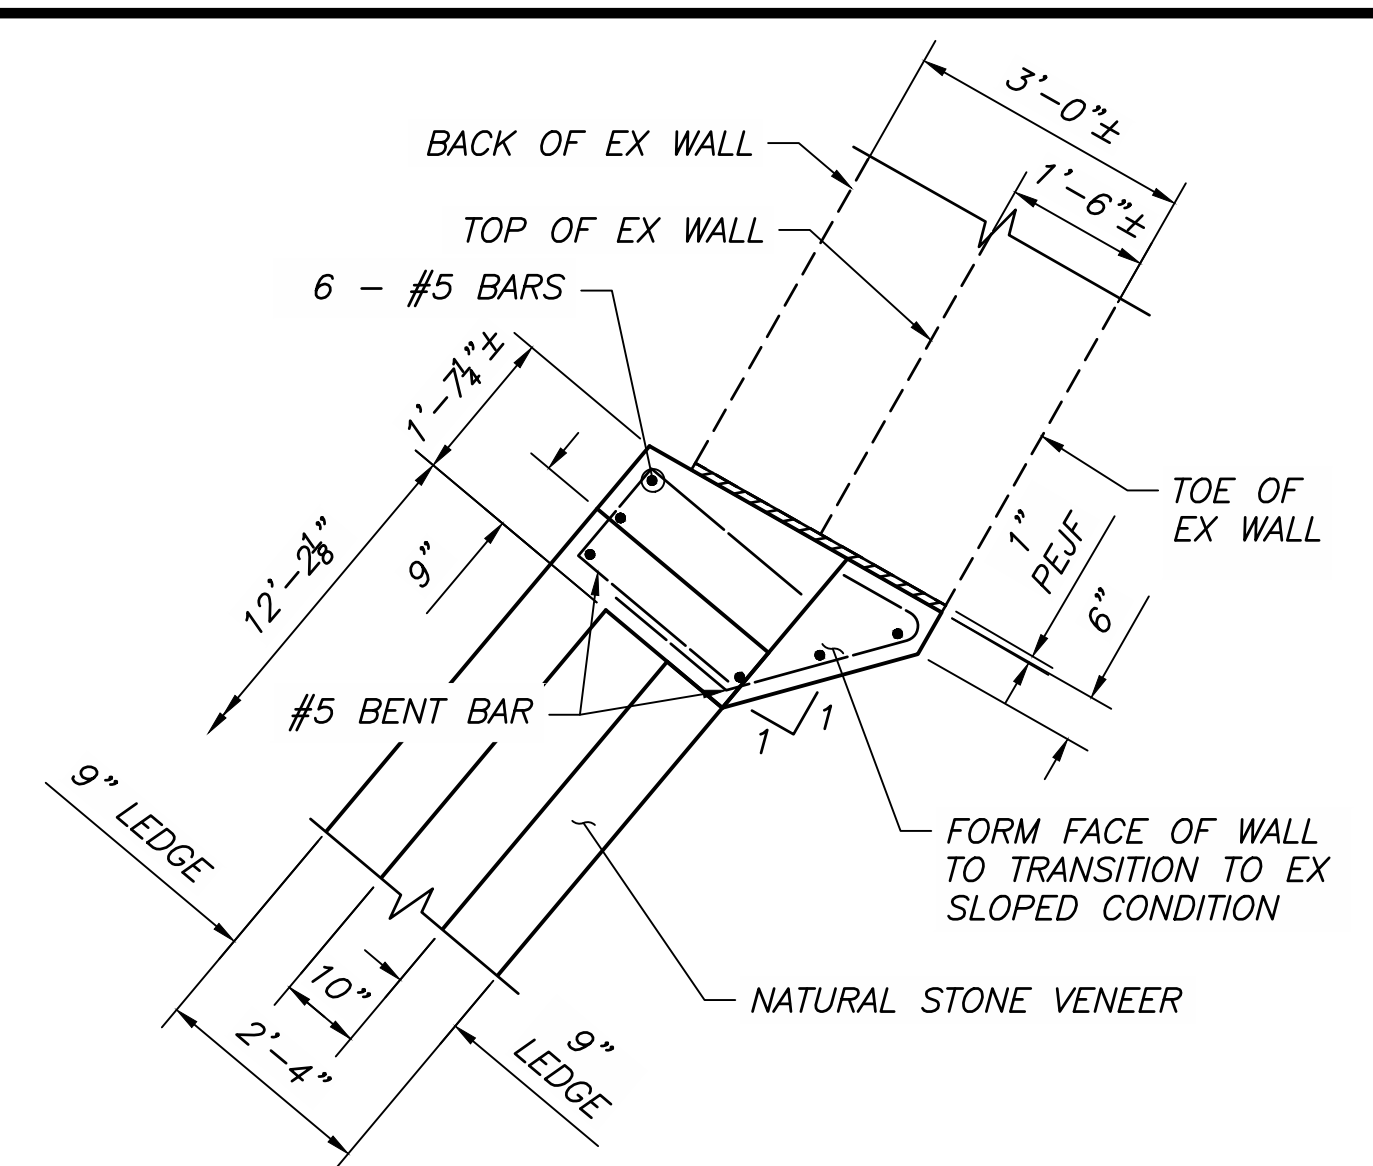 3'-0"±
BACK OF EX WALL
1'-6"±
TOP OF EX WALL
6 - #5 BARS
1'-7¼"±
TOE OF
EX WALL
1"
PEJF
12'-2⅛"
9"
6"
#5 BENT BAR
1
1
9" LEDGE
FORM FACE OF WALL
TO TRANSITION TO EX
SLOPED CONDITION
10"
NATURAL STONE VENEER
2'-4"
9"
LEDGE